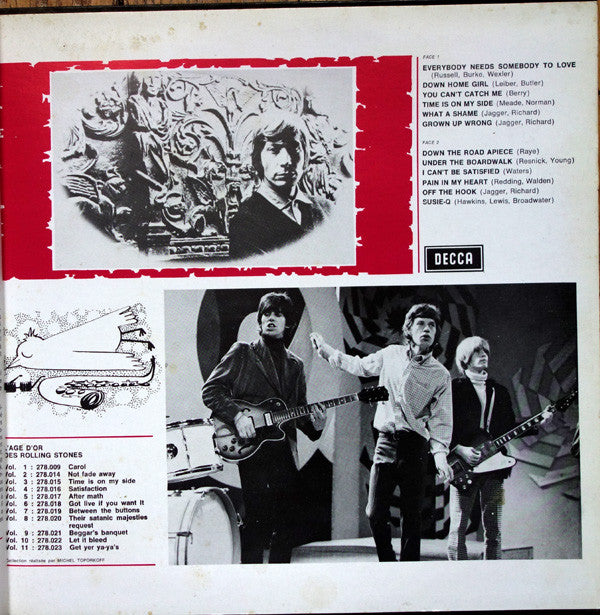 FACE 1
EVERYBODY NEEDS SOMEBODY TO LOVE
(Russell, Burke, Wexler)
DOWN HOME GIRL (Leiber, Butler)
YOU CAN'T CATCH ME (Berry)
TIME IS ON MY SIDE (Meade, Norman)
WHAT A SHAME (Jagger, Richard)
GROWN UP WRONG (Jagger, Richard)
FACE 2
DOWN THE ROAD APIECE (Raye)
UNDER THE BOARDWALK (Resnick, Young)
I CAN'T BE SATISFIED (Waters)
PAIN IN MY HEART (Redding, Walden)
OFF THE HOOK (Jagger, Richard)
SUSIE-Q (Hawkins, Lewis, Broadwater)
DECCA
'AGE D'OR
DES ROLLING STONES
Vol. 1 : 278.009 Carol
Vol. 2 : 278.014 Not fade away
Vol. 3 : 278.015 Time is on my side
Vol. 4 : 278.016 Satisfaction
Vol. 5 : 278.017 After math
Vol. 6 : 278.018 Got live if you want It
Vol. 7 : 278.019 Between the buttons
Vol. 8 : 278.020 Their satanic majesties
request
Vol. 9 : 278.021 Beggar's banquet
Vol. 10 : 278.022 Let it bleed
Vol. 11 : 278.023 Get yer ya-ya's
Collection réalisée par MICHEL TOPORKOFF